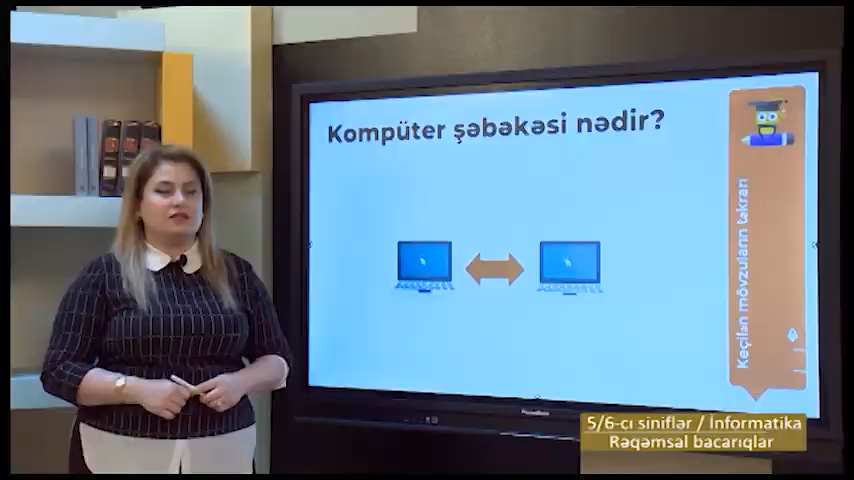 Kompüter şəbəkəsi nədir?
Keçilən mövzuların təkrarı
5/6-cı siniflər / İnformatika
Rəqəmsal bacarıqlar